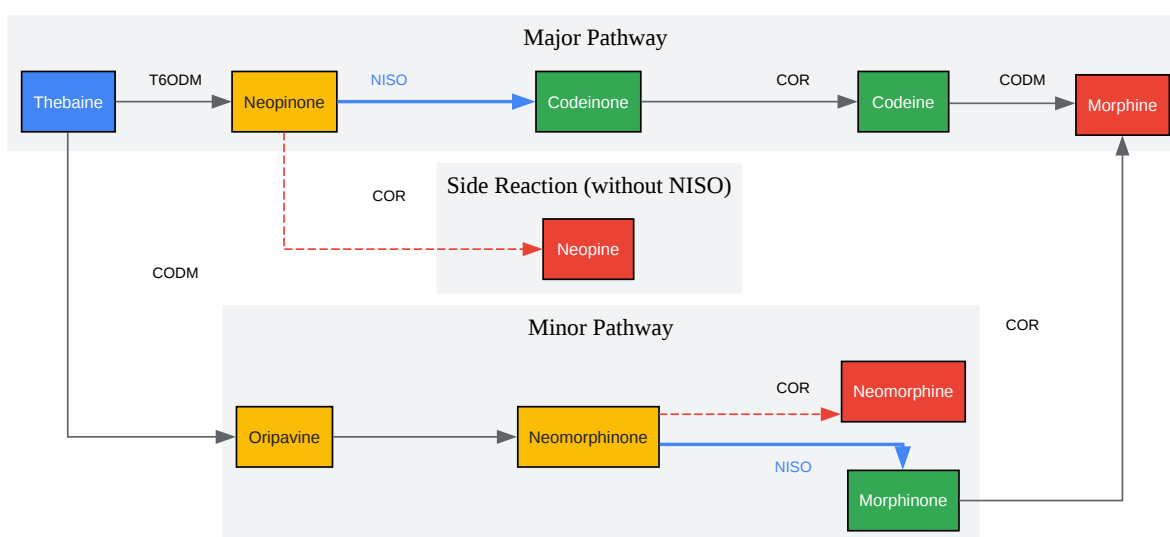 Major Pathway
Thebaine
T6ODM
Neopinone
NISO
Codeinone
COR
Codeine
CODM
Morphine
Side Reaction (without NISO)
COR
Neopine
CODM
Minor Pathway
COR
Oripavine
Neomorphinone
COR
Neomorphine
NISO
Morphinone